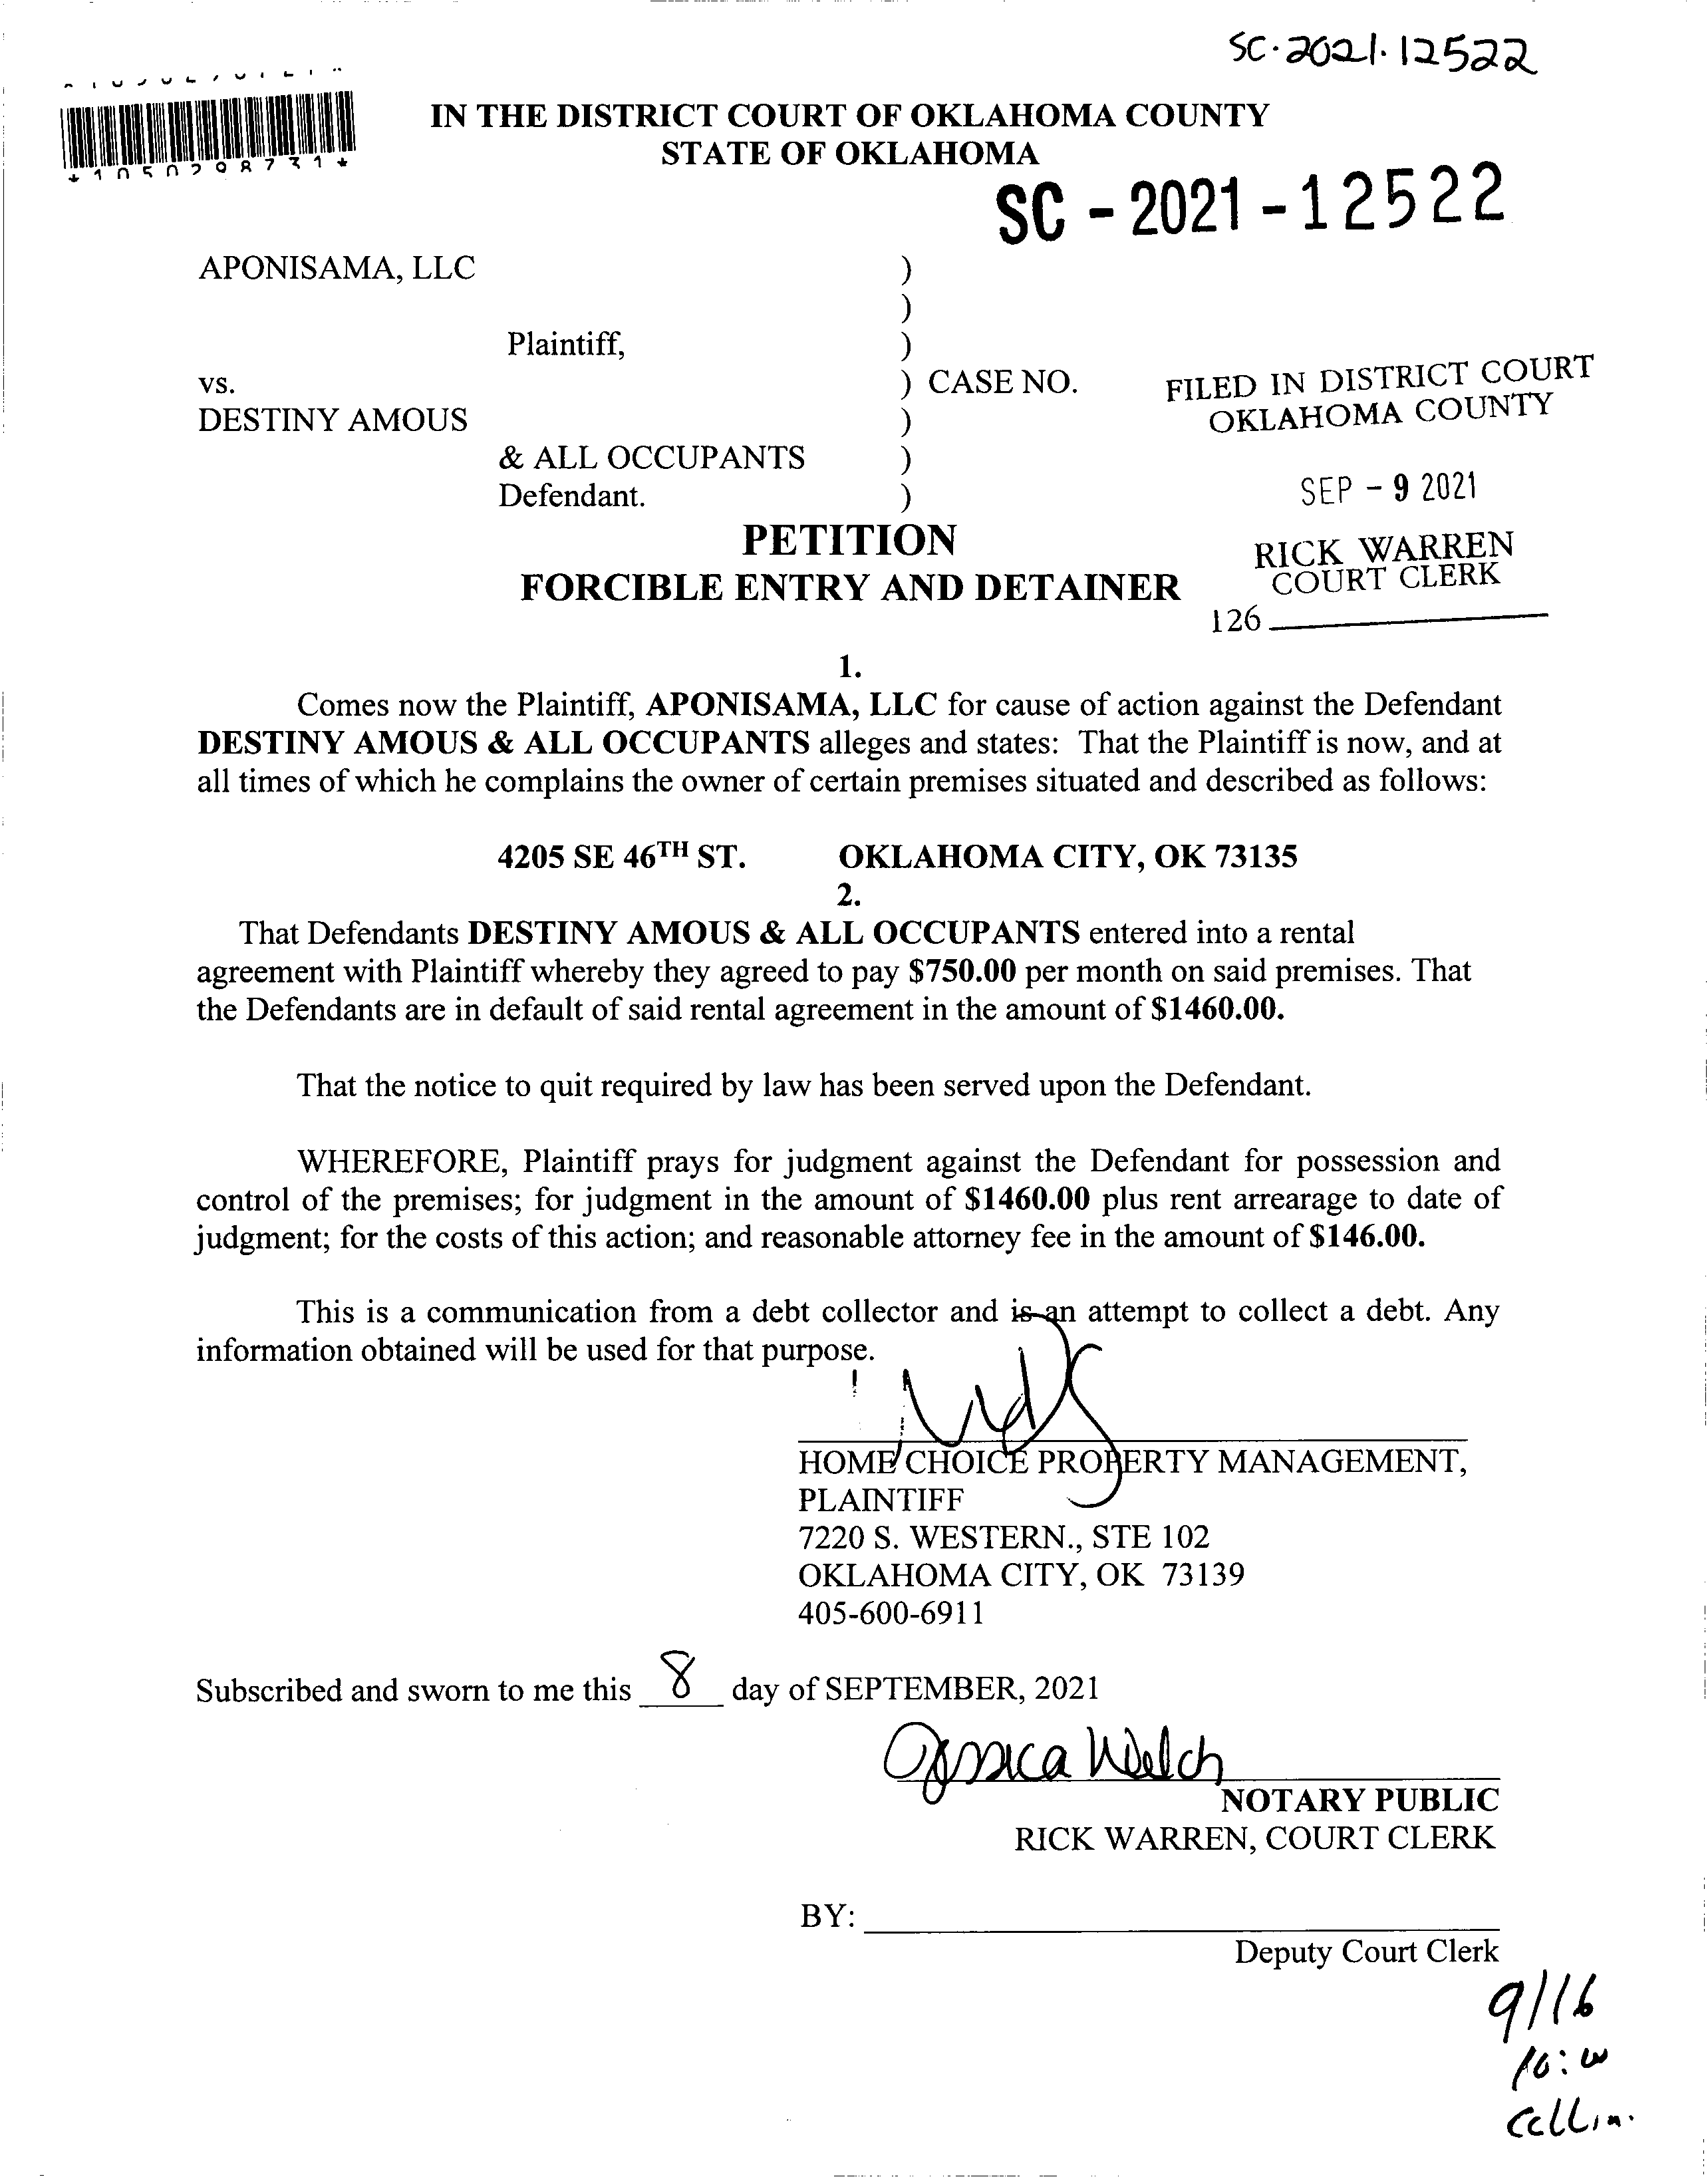 SC·2021·12522
*1050298731*
IN THE DISTRICT COURT OF OKLAHOMA COUNTY
STATE OF OKLAHOMA
SC - 2021 - 12522
APONISAMA, LLC )
)
Plaintiff, )
vs. ) CASE NO.
DESTINY AMOUS )
& ALL OCCUPANTS )
Defendant. )
FILED IN DISTRICT COURT
OKLAHOMA COUNTY
SEP - 9 2021
RICK WARREN
COURT CLERK
126
PETITION
FORCIBLE ENTRY AND DETAINER
1.
Comes now the Plaintiff, APONISAMA, LLC for cause of action against the Defendant
DESTINY AMOUS & ALL OCCUPANTS alleges and states: That the Plaintiff is now, and at
all times of which he complains the owner of certain premises situated and described as follows:
4205 SE 46TH ST. OKLAHOMA CITY, OK 73135
2.
That Defendants DESTINY AMOUS & ALL OCCUPANTS entered into a rental
agreement with Plaintiff whereby they agreed to pay $750.00 per month on said premises. That
the Defendants are in default of said rental agreement in the amount of $1460.00.
That the notice to quit required by law has been served upon the Defendant.
WHEREFORE, Plaintiff prays for judgment against the Defendant for possession and
control of the premises; for judgment in the amount of $1460.00 plus rent arrearage to date of
judgment; for the costs of this action; and reasonable attorney fee in the amount of $146.00.
This is a communication from a debt collector and is an attempt to collect a debt. Any
information obtained will be used for that purpose.
HOME CHOICE PROPERTY MANAGEMENT,
PLAINTIFF
7220 S. WESTERN., STE 102
OKLAHOMA CITY, OK 73139
405-600-6911
Subscribed and sworn to me this 8 day of SEPTEMBER, 2021
Jessica Welch
NOTARY PUBLIC
RICK WARREN, COURT CLERK
BY:
Deputy Court Clerk
9/16